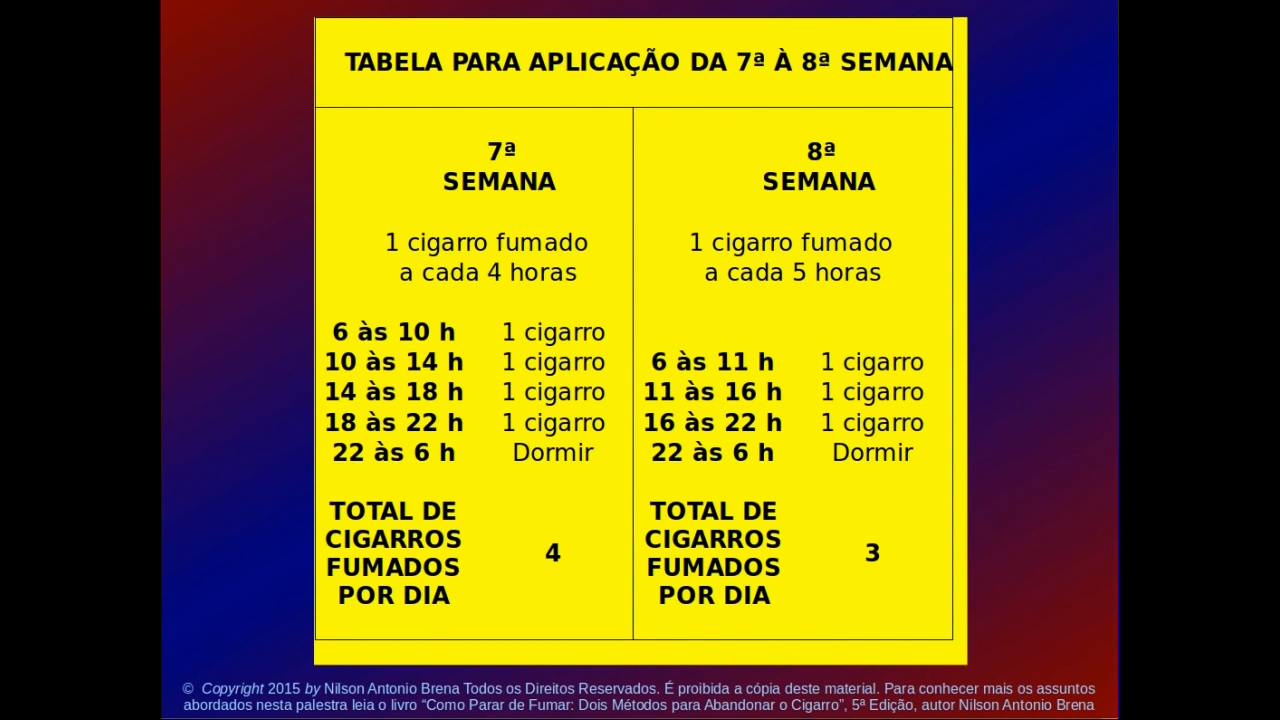 TABELA PARA APLICAÇÃO DA 7ª À 8ª SEMANA
7ª
SEMANA
1 cigarro fumado
a cada 4 horas
6 às 10 h 1 cigarro
10 às 14 h 1 cigarro
14 às 18 h 1 cigarro
18 às 22 h 1 cigarro
22 às 6 h Dormir
TOTAL DE
CIGARROS
FUMADOS
POR DIA
4
8ª
SEMANA
1 cigarro fumado
a cada 5 horas
6 às 11 h 1 cigarro
11 às 16 h 1 cigarro
16 às 22 h 1 cigarro
22 às 6 h Dormir
TOTAL DE
CIGARROS
FUMADOS
POR DIA
3
© Copyright 2015 by Nilson Antonio Brena Todos os Direitos Reservados. É proibida a cópia deste material. Para conhecer mais os assuntos
abordados nesta palestra leia o livro “Como Parar de Fumar: Dois Métodos para Abandonar o Cigarro”, 5ª Edição, autor Nilson Antonio Brena